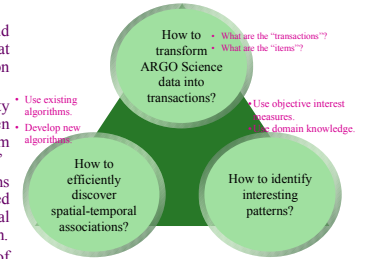 How to
transform
ARGO Science
data into
transactions?
• What are the “transactions”?
• What are the “items”?
• Use existing
algorithms.
• Develop new
algorithms.
• Use objective interest
measures.
• Use domain knowledge.
How to
efficiently
discover
spatial-temporal
associations?
How to identify
interesting
patterns?